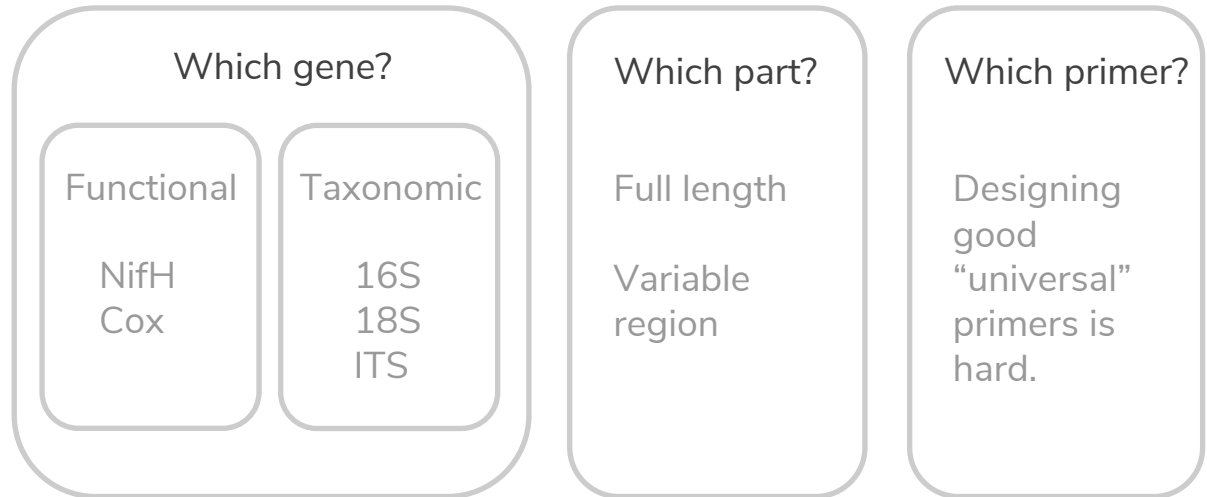 Which gene?
Functional
NifH
Cox
Taxonomic
16S
18S
ITS
Which part?
Full length
Variable
region
Which primer?
Designing
good
“universal”
primers is
hard.